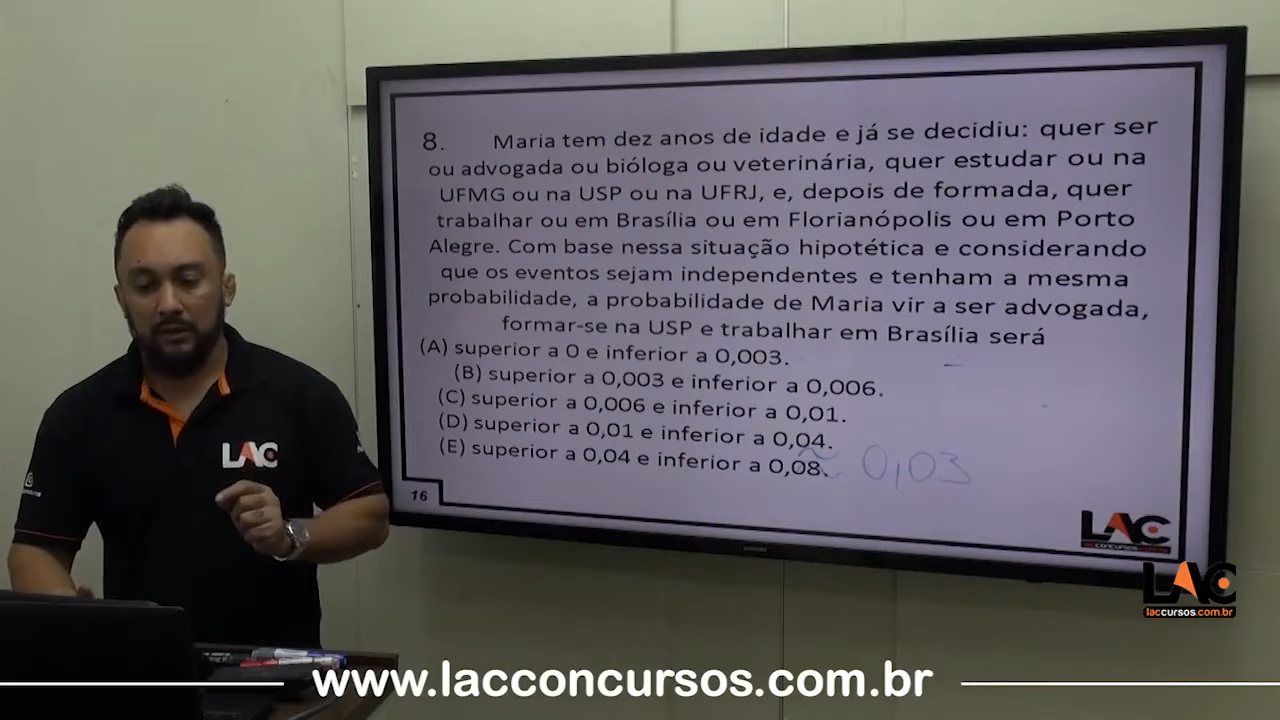 8. Maria tem dez anos de idade e já se decidiu: quer ser
ou advogada ou bióloga ou veterinária, quer estudar ou na
UFMG ou na USP ou na UFRJ, e, depois de formada, quer
trabalhar ou em Brasília ou em Florianópolis ou em Porto
Alegre. Com base nessa situação hipotética e considerando
que os eventos sejam independentes e tenham a mesma
probabilidade, a probabilidade de Maria vir a ser advogada,
formar-se na USP e trabalhar em Brasília será
(A) superior a 0 e inferior a 0,003.
(B) superior a 0,003 e inferior a 0,006.
(C) superior a 0,006 e inferior a 0,01.
(D) superior a 0,01 e inferior a 0,04.
(E) superior a 0,04 e inferior a 0,08.
≈ 0,03
16
LAC
LAC
LAC
laccursos.com.br
www.lacconcursos.com.br